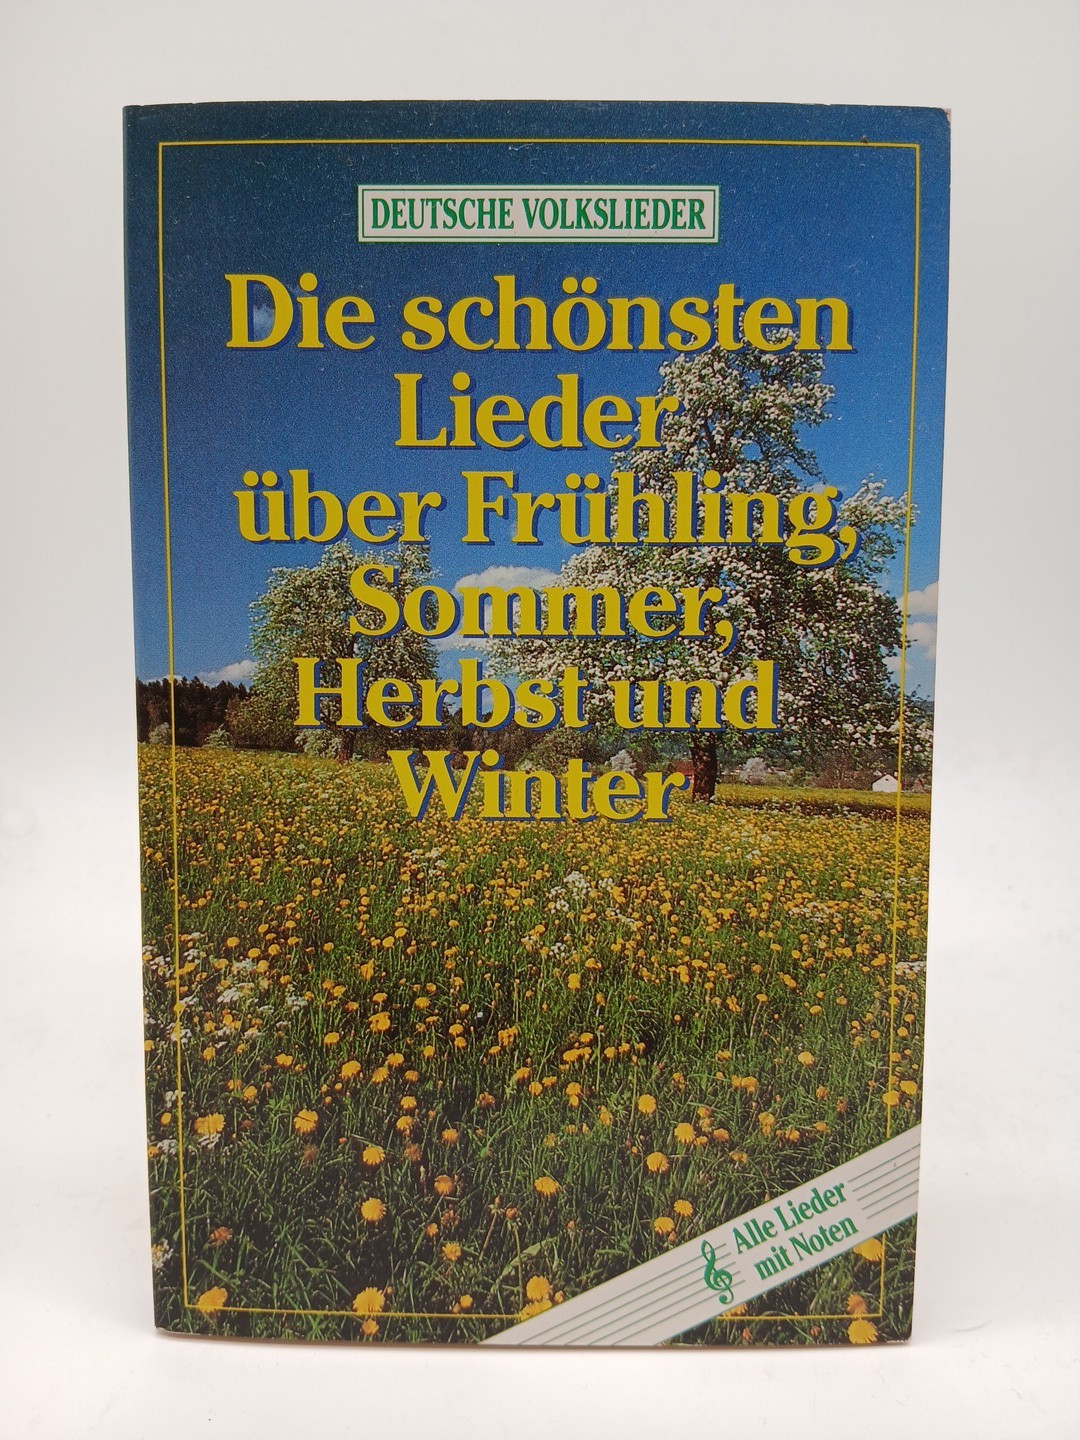 DEUTSCHE VOLKSLIEDER
Die schönsten
Lieder
über Frühling,
Sommer,
Herbst und
Winter
Alle Lieder
mit Noten